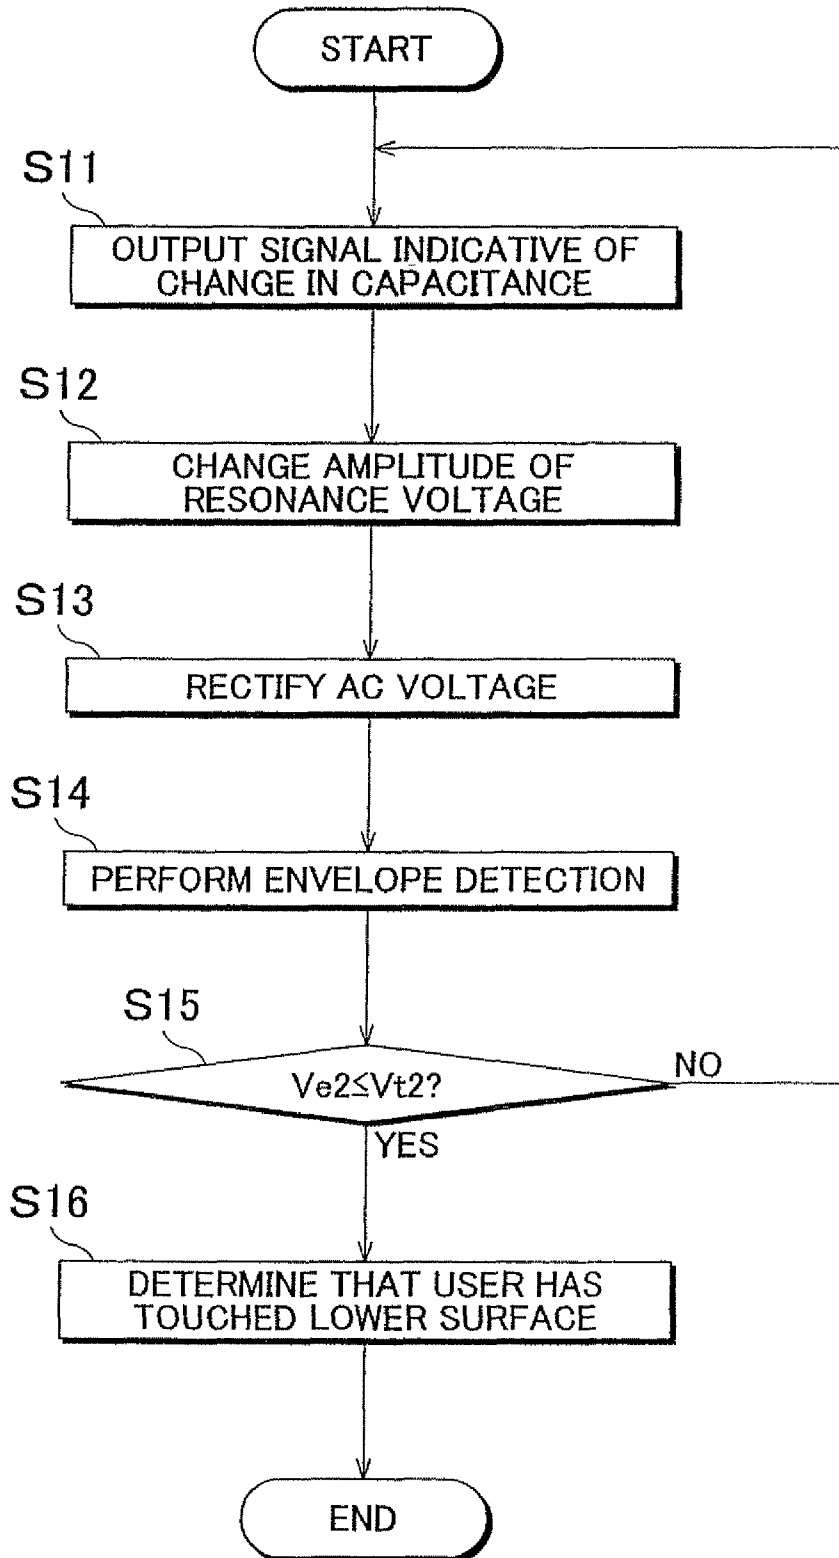 START
S11
OUTPUT SIGNAL INDICATIVE OF
CHANGE IN CAPACITANCE
S12
CHANGE AMPLITUDE OF
RESONANCE VOLTAGE
S13
RECTIFY AC VOLTAGE
S14
PERFORM ENVELOPE DETECTION
S15
Ve2≤Vt2?
NO
YES
S16
DETERMINE THAT USER HAS
TOUCHED LOWER SURFACE
END